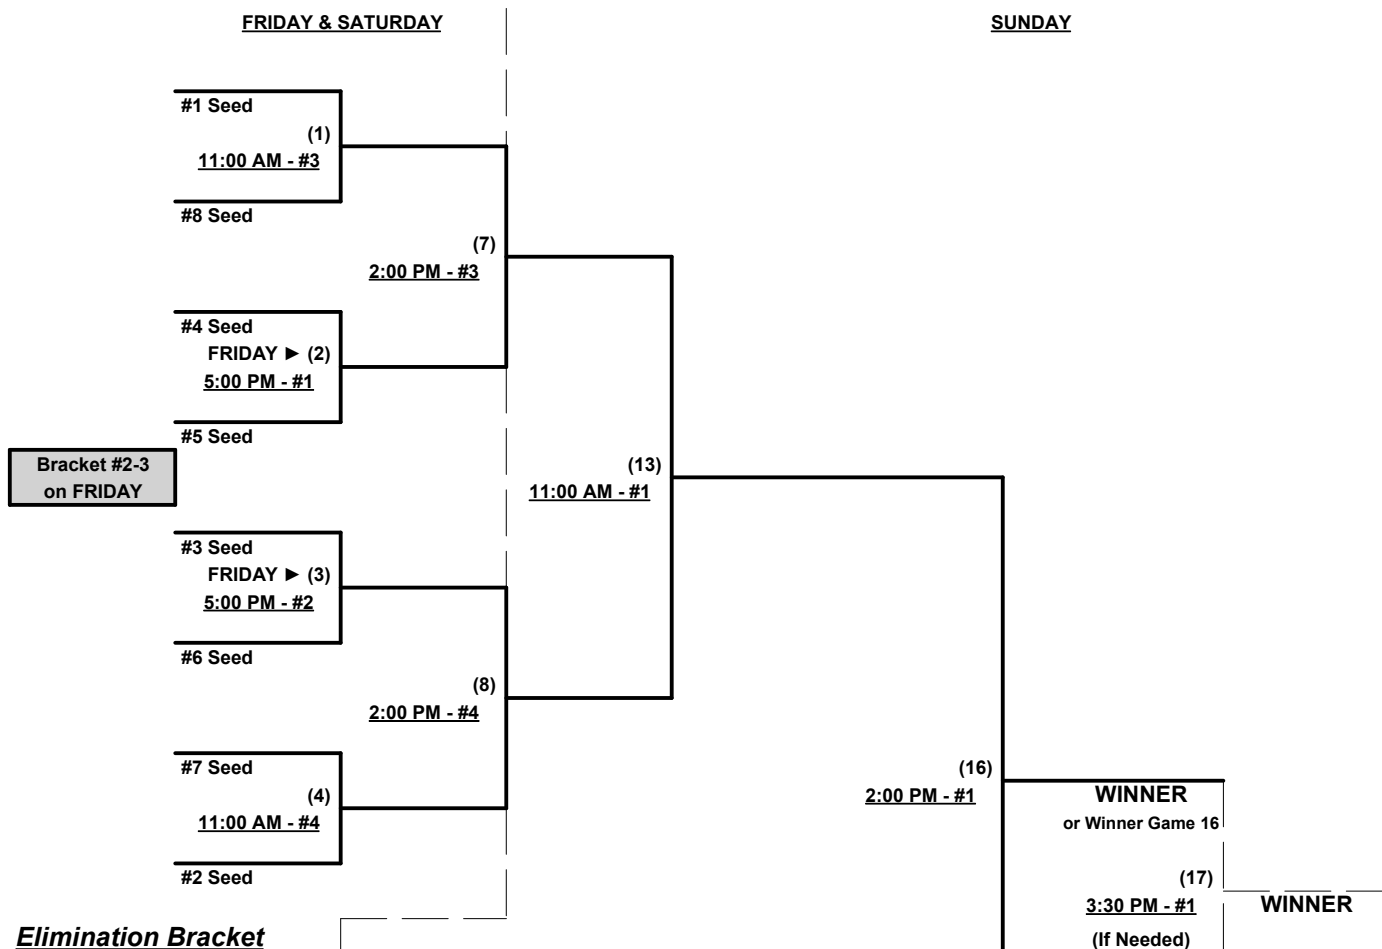 FRIDAY & SATURDAY
SUNDAY
#1 Seed
(1)
11:00 AM - #3
#8 Seed
(7)
2:00 PM - #3
#4 Seed
FRIDAY ► (2)
5:00 PM - #1
#5 Seed
Bracket #2-3
on FRIDAY
(13)
11:00 AM - #1
#3 Seed
FRIDAY ► (3)
5:00 PM - #2
#6 Seed
(8)
2:00 PM - #4
#7 Seed
(4)
11:00 AM - #4
#2 Seed
(16)
2:00 PM - #1
WINNER
or Winner Game 16
(17)
3:30 PM - #1
(If Needed)
WINNER
Elimination Bracket